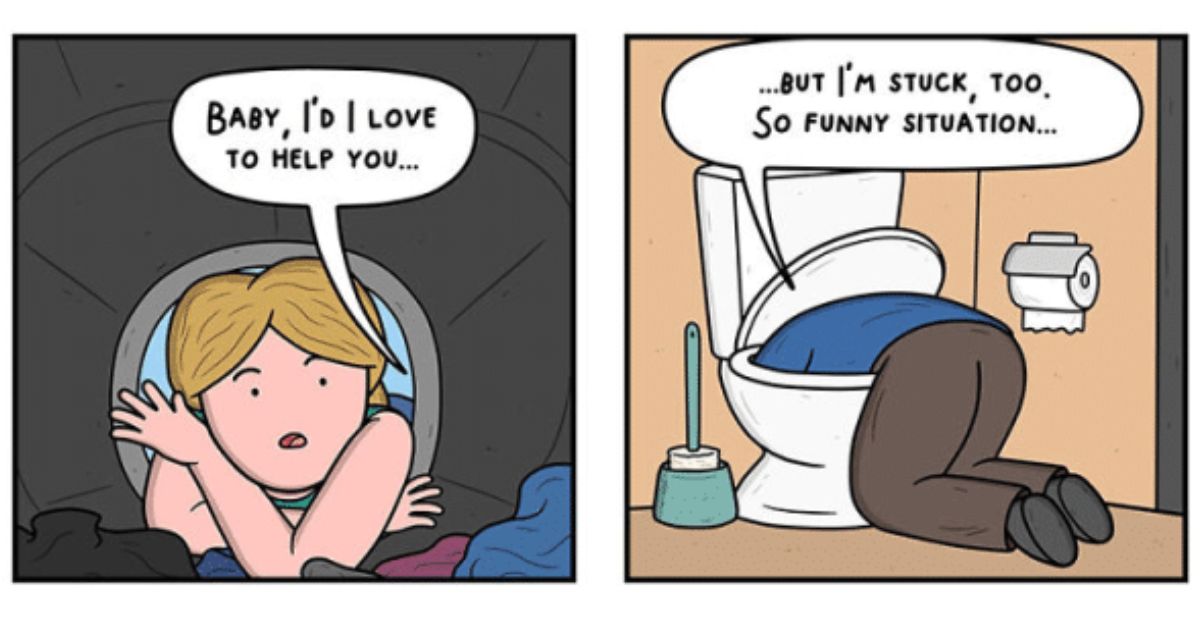 BABY, I'D I LOVE
TO HELP YOU...
...BUT I'M STUCK, TOO.
SO FUNNY SITUATION...